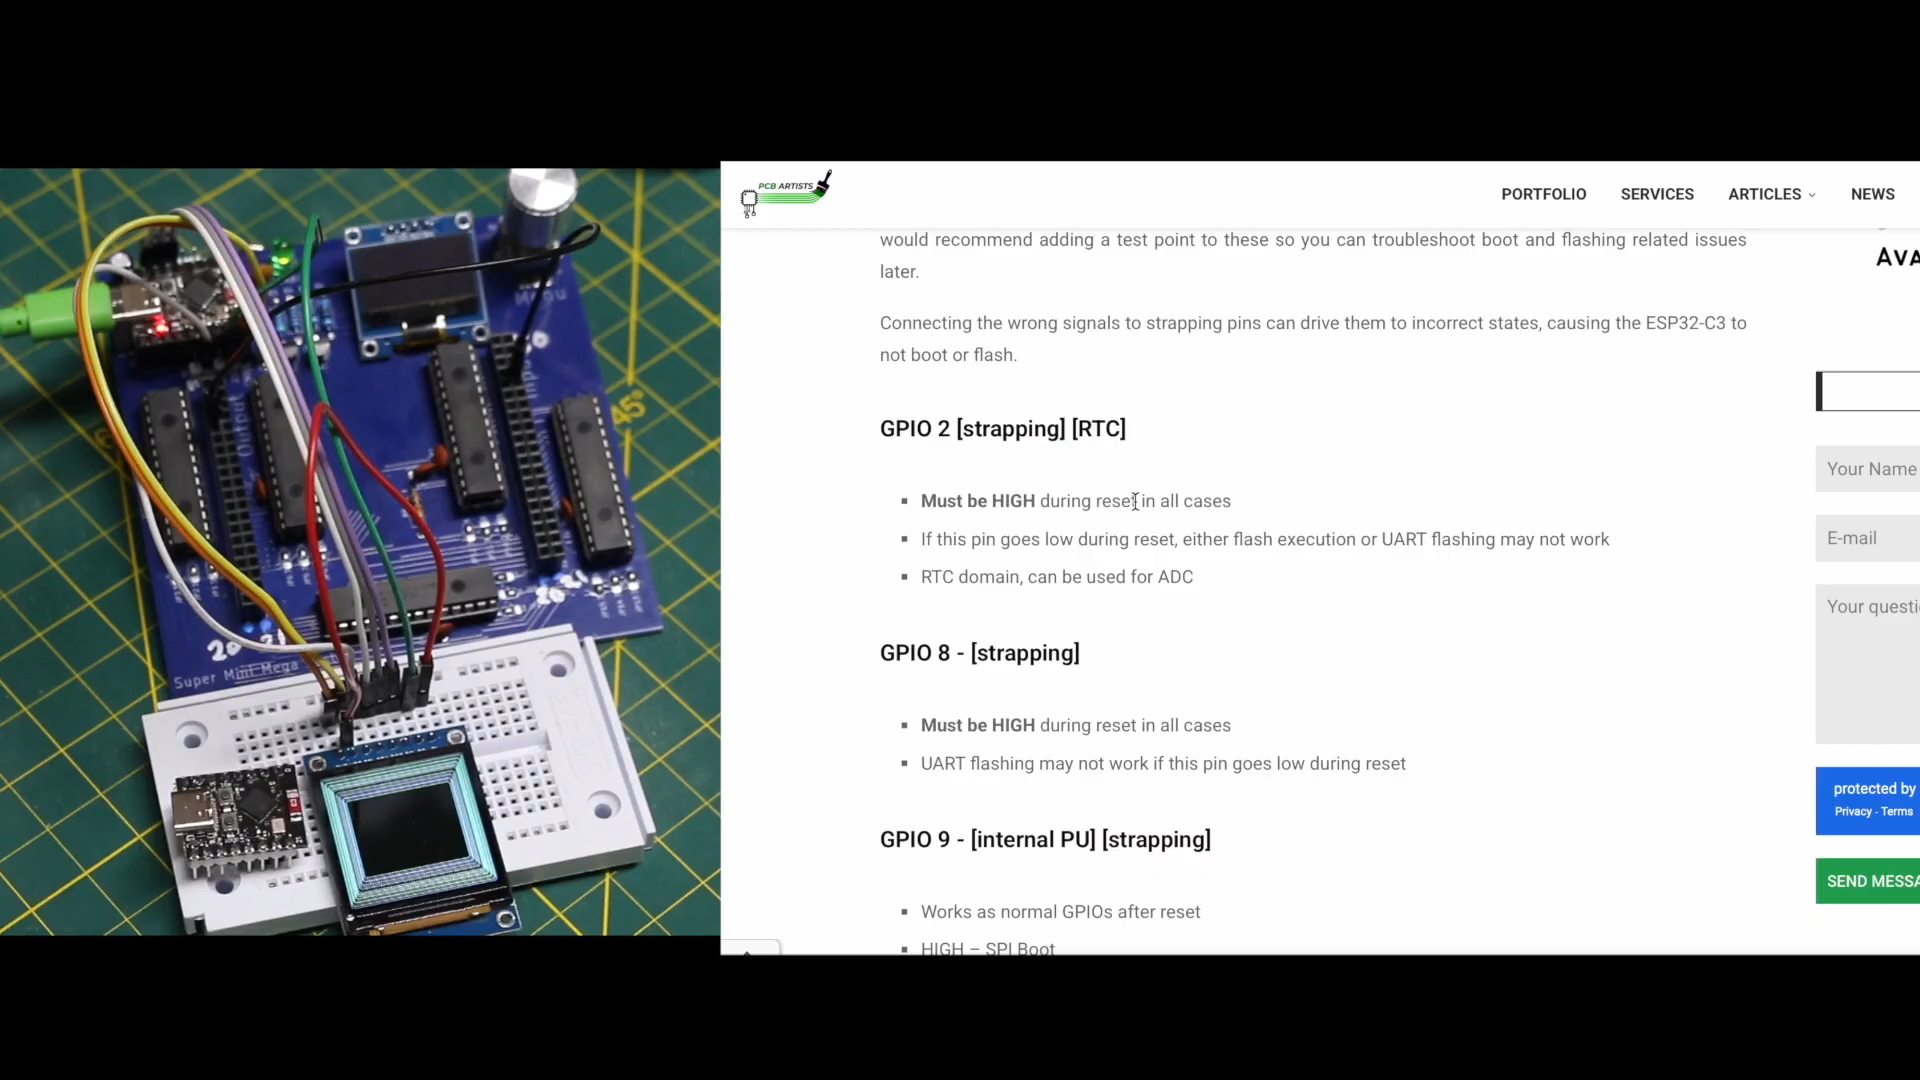 PCB ARTISTS
PORTFOLIO SERVICES ARTICLES NEWS
would recommend adding a test point to these so you can troubleshoot boot and flashing related issues
later.
Connecting the wrong signals to strapping pins can drive them to incorrect states, causing the ESP32-C3 to
not boot or flash.
GPIO 2 [strapping] [RTC]
Must be HIGH during reset in all cases
If this pin goes low during reset, either flash execution or UART flashing may not work
RTC domain, can be used for ADC
GPIO 8 - [strapping]
Must be HIGH during reset in all cases
UART flashing may not work if this pin goes low during reset
GPIO 9 - [internal PU] [strapping]
Works as normal GPIOs after reset
HIGH – SPI Boot
AVA
Your Name
E-mail
Your questi
protected by
Privacy - Terms
SEND MESSA
45°
Output
Input
20
Super Mini Mega